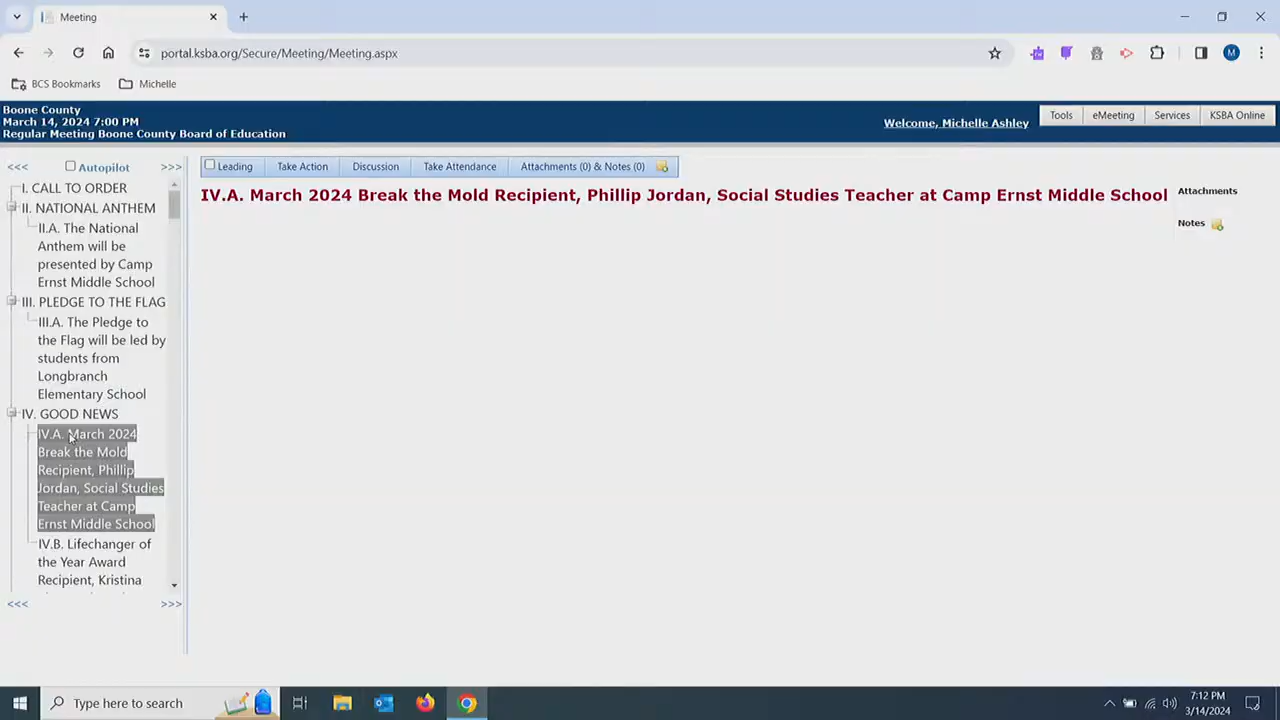 Meeting
portal.ksba.org/Secure/Meeting/Meeting.aspx
M
BCS Bookmarks
Michelle
Boone County
March 14, 2024 7:00 PM
Regular Meeting Boone County Board of Education
Welcome, Michelle Ashley
Tools
eMeeting
Services
KSBA Online
<<<
Autopilot
>>>
Leading
Take Action
Discussion
Take Attendance
Attachments (0) & Notes (0)
I. CALL TO ORDER
II. NATIONAL ANTHEM
II.A. The National
Anthem will be
presented by Camp
Ernst Middle School
III. PLEDGE TO THE FLAG
III.A. The Pledge to
the Flag will be led by
students from
Longbranch
Elementary School
IV. GOOD NEWS
IV.A. March 2024
Break the Mold
Recipient, Phillip
Jordan, Social Studies
Teacher at Camp
Ernst Middle School
IV.B. Lifechanger of
the Year Award
Recipient, Kristina
<<<
>>>
IV.A. March 2024 Break the Mold Recipient, Phillip Jordan, Social Studies Teacher at Camp Ernst Middle School
Attachments
Notes
Type here to search
7:12 PM
3/14/2024